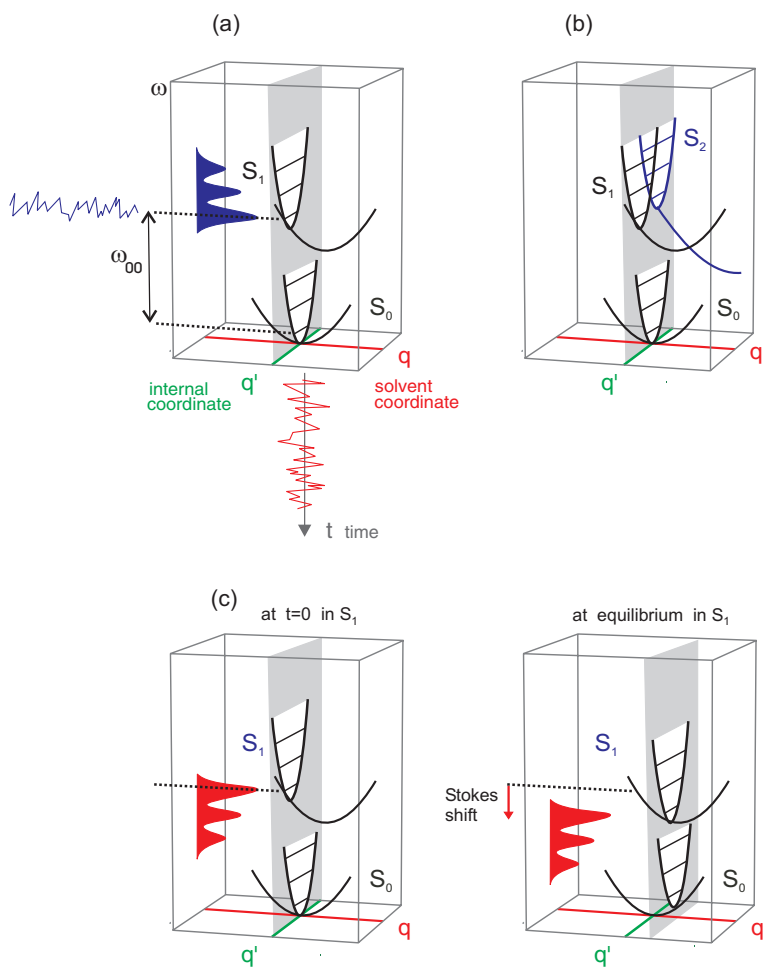 (a)
(b)
ω
S1
S2
S1
ω00
S0
S0
q
q
q'
q'
internal
coordinate
solvent
coordinate
t time
(c)
at t=0 in S1
at equilibrium in S1
S1
S1
Stokes
shift
S0
S0
q
q
q'
q'